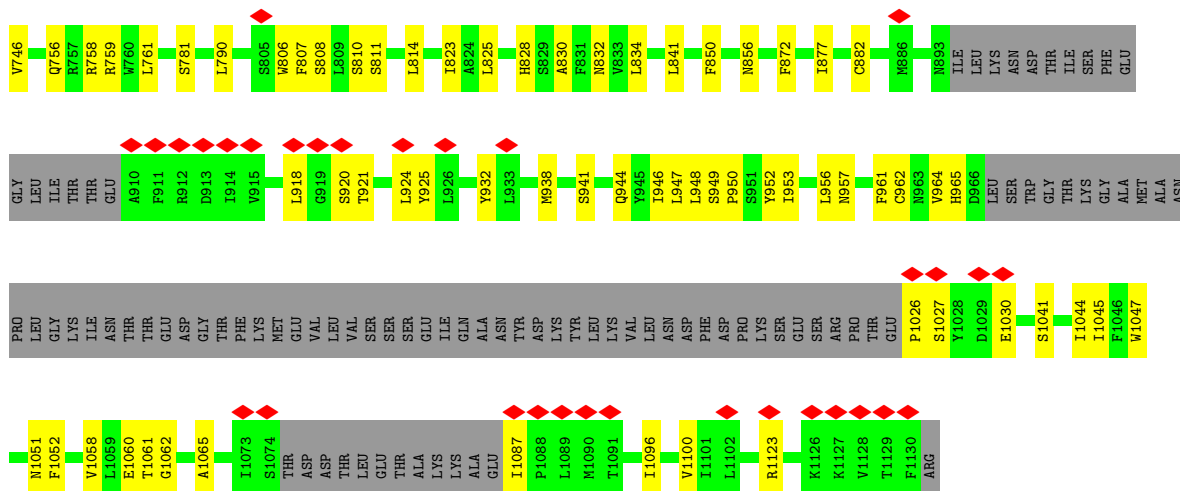 V746 Q756 R757 R758 R759 W760 L761 S781 L790 S805 W806 F807 S808 L809 S810 S811 L814 I823 A824 L825 H828 S829 A830 F831 N832 V833 L834 L841 F850 N856 F872 I877 C882 M886 N893 ILE LEU LYS ASN ASP THR ILE SER PHE GLU
GLY LEU ILE THR THR GLU A910 F911 R912 D913 I914 V915 L918 G919 S920 T921 L924 Y925 L926 Y932 L933 M938 S941 Q944 Y945 I946 L947 L948 S949 P950 S951 Y952 I953 L956 N957 F961 C962 N963 V964 H965 D966 LEU SER TRP GLY THR LYS GLY ALA MET ALA ASN
PRO LEU GLY LYS ILE ASN THR THR GLU ASP GLY THR PHE LYS MET GLU VAL LEU VAL SER SER SER GLU ILE GLN ALA ASN TYR ASP LYS TYR LEU LYS VAL LEU ASN ASP PHE ASP PRO LYS SER GLU SER ARG PRO THR GLU P1026 S1027 Y1028 D1029 E1030 S1041 I1044 I1045 F1046 W1047
N1051 F1052 V1058 L1059 E1060 T1061 G1062 A1065 I1073 S1074 THR ASP ASP THR LEU GLU THR ALA LYS LYS ALA GLU I1087 P1088 L1089 M1090 T1091 I1096 V1100 I1101 L1102 R1123 K1126 K1127 V1128 T1129 F1130 ARG